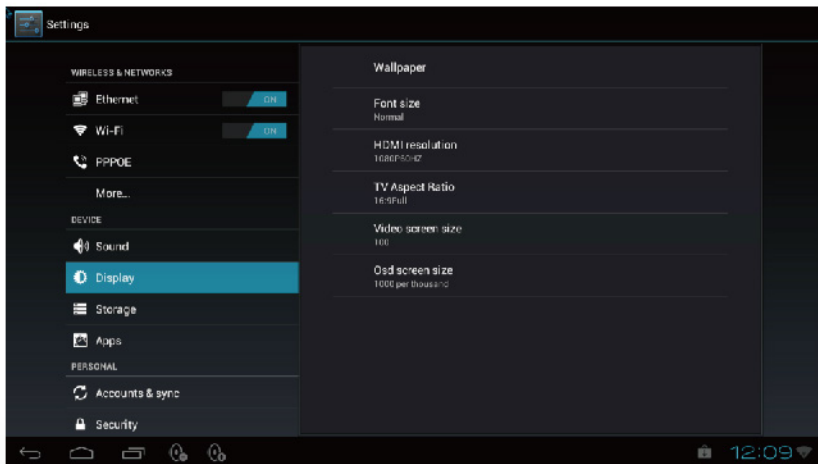 Settings
WIRELESS & NETWORKS
Ethernet
ON
Wi-Fi
ON
PPPOE
More...
DEVICE
Sound
Display
Storage
Apps
PERSONAL
Accounts & sync
Security
Wallpaper
Font size
Normal
HDMI resolution
1080P60HZ
TV Aspect Ratio
16:9Full
Video screen size
100
Osd screen size
1000 per thousand
12:09